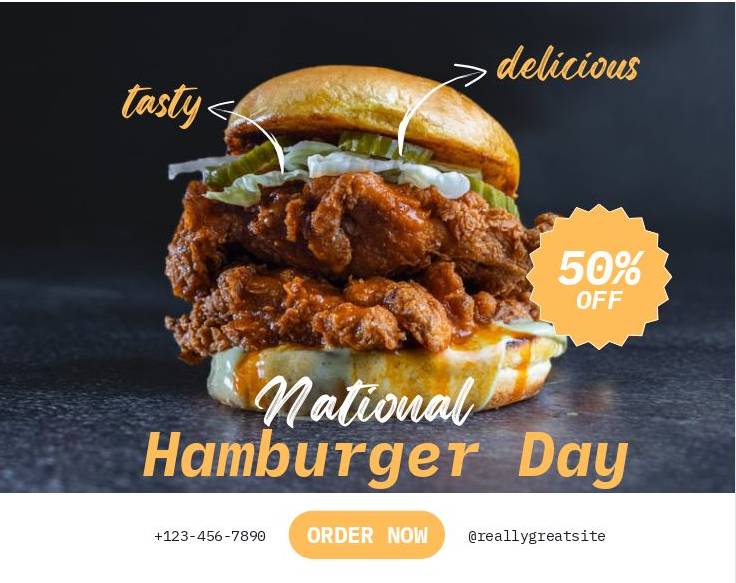 delicious
tasty
50%
OFF
National
Hamburger Day
+123-456-7890
ORDER NOW
@reallygreatsite